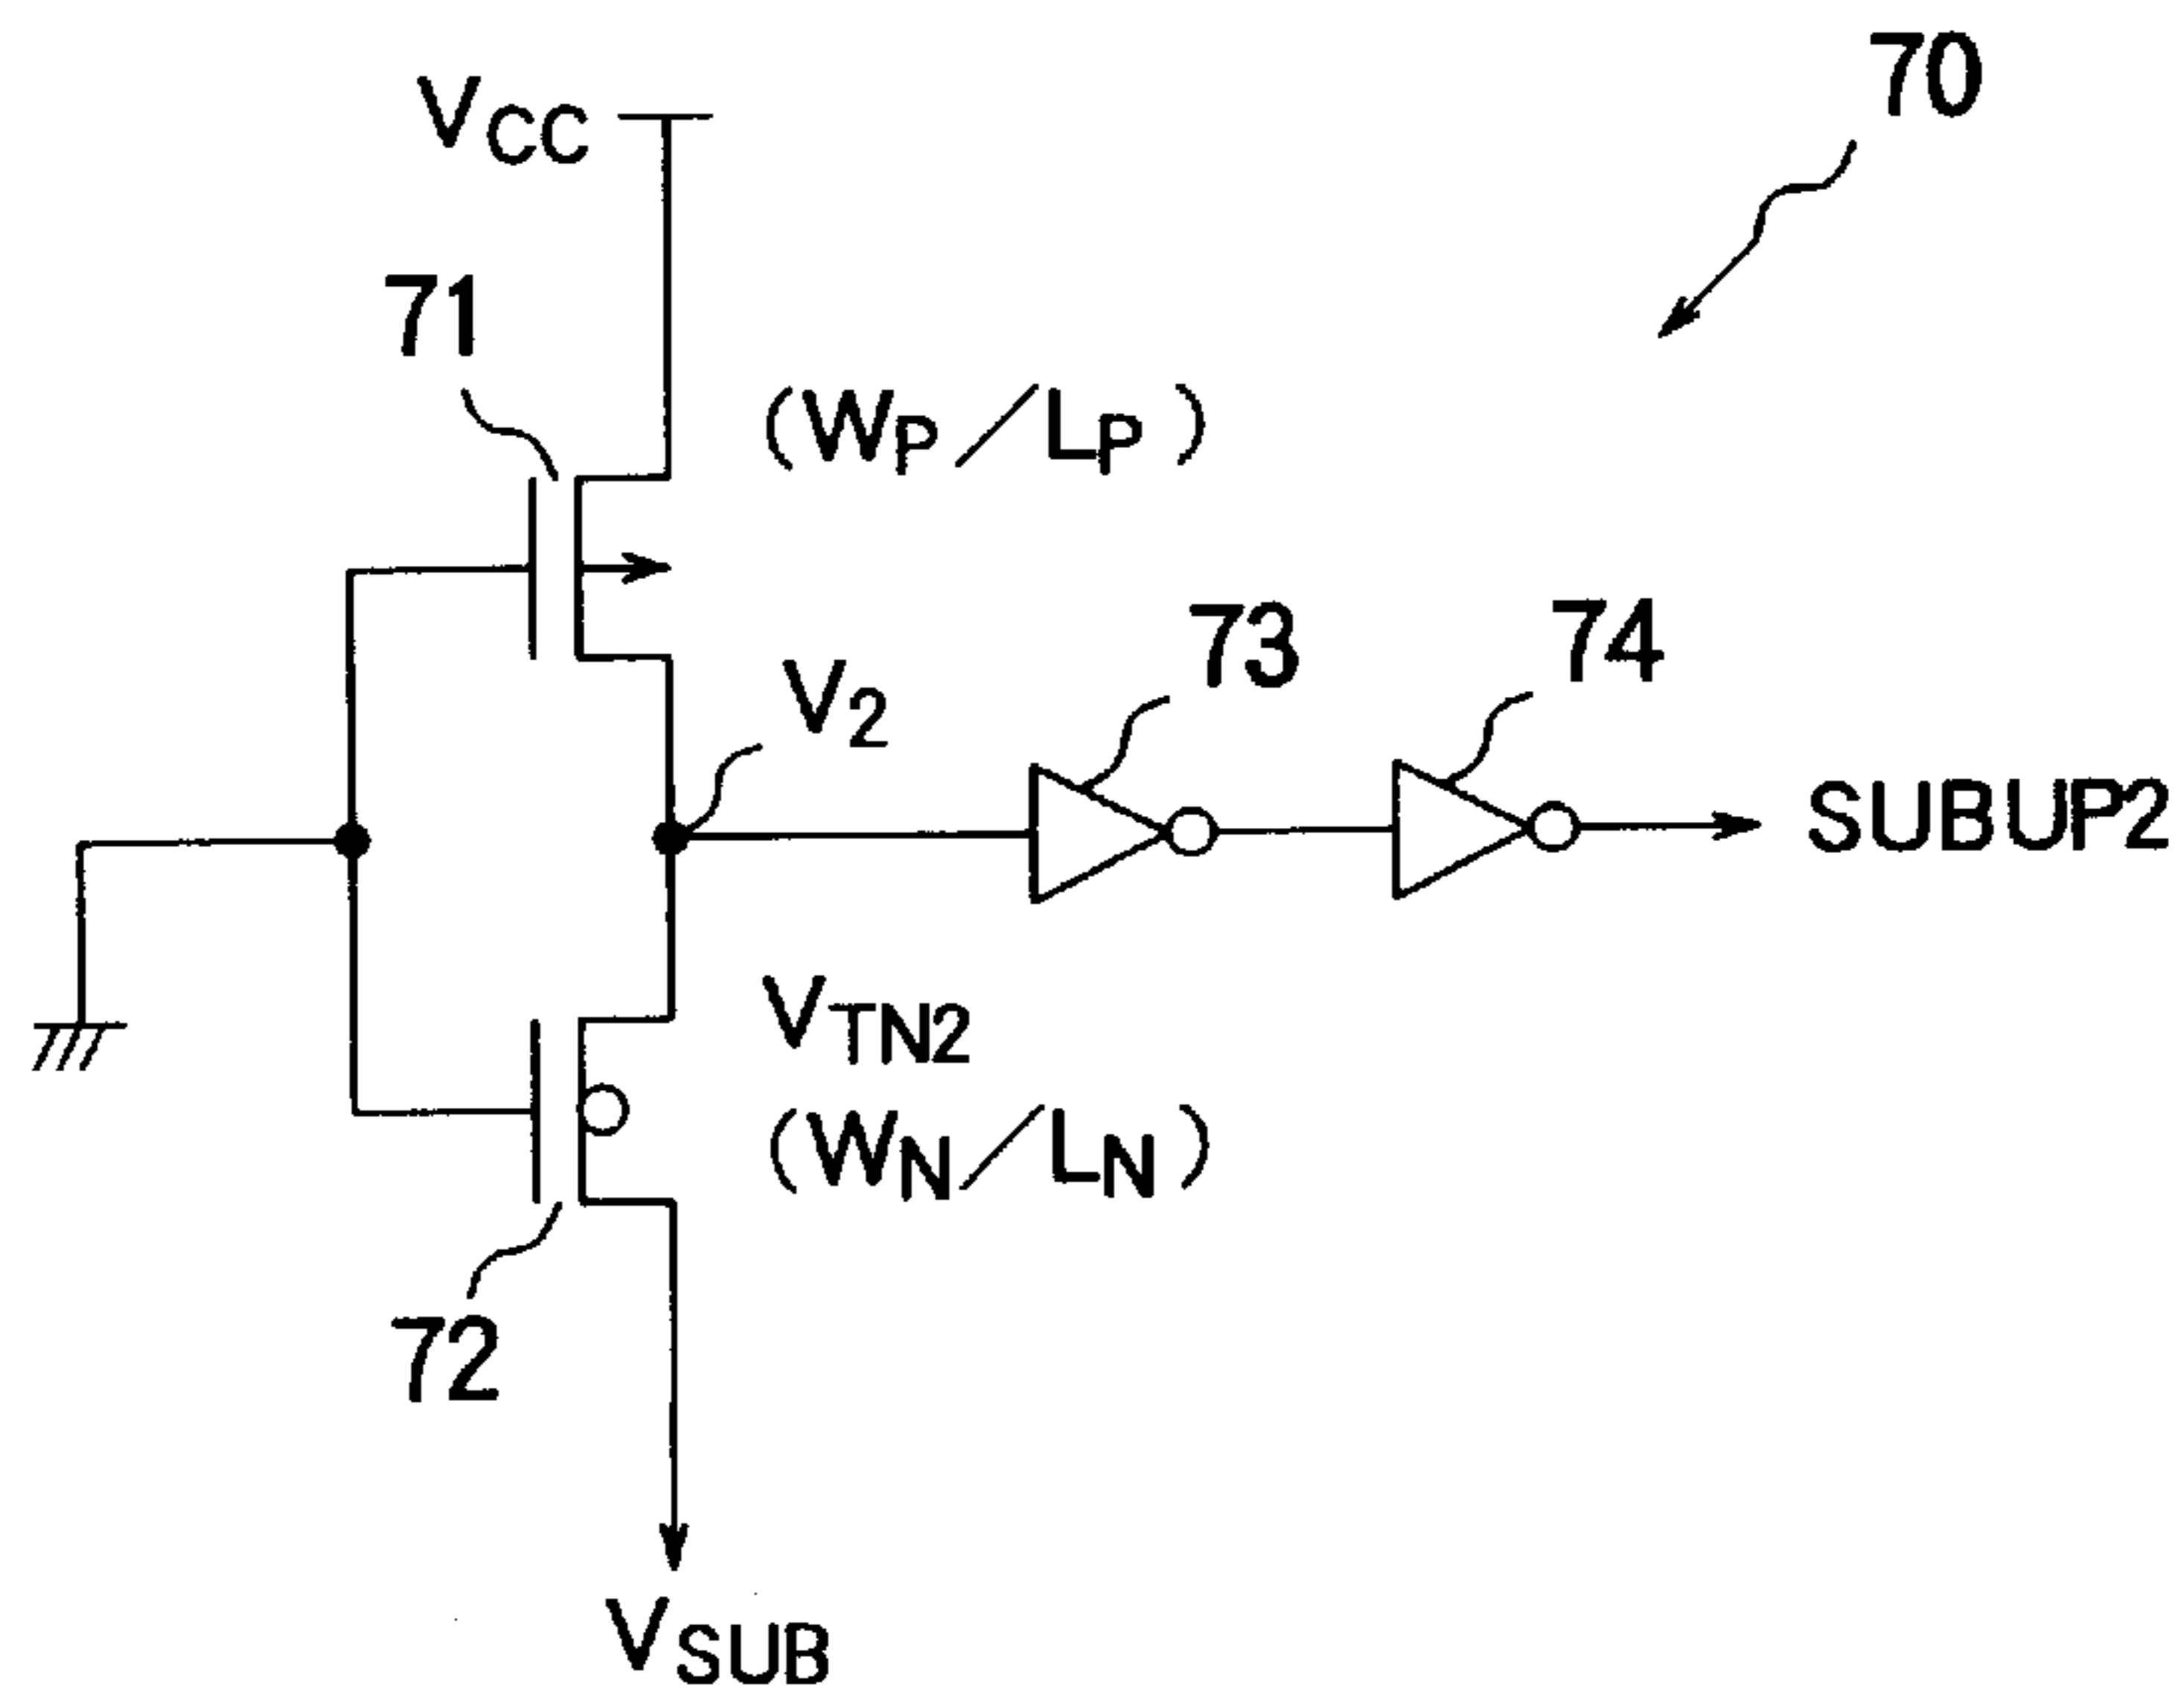 70
VCC
71
(WP/LP)
V2
73
74
SUBUP2
VTN2
(WN/LN)
72
VSUB